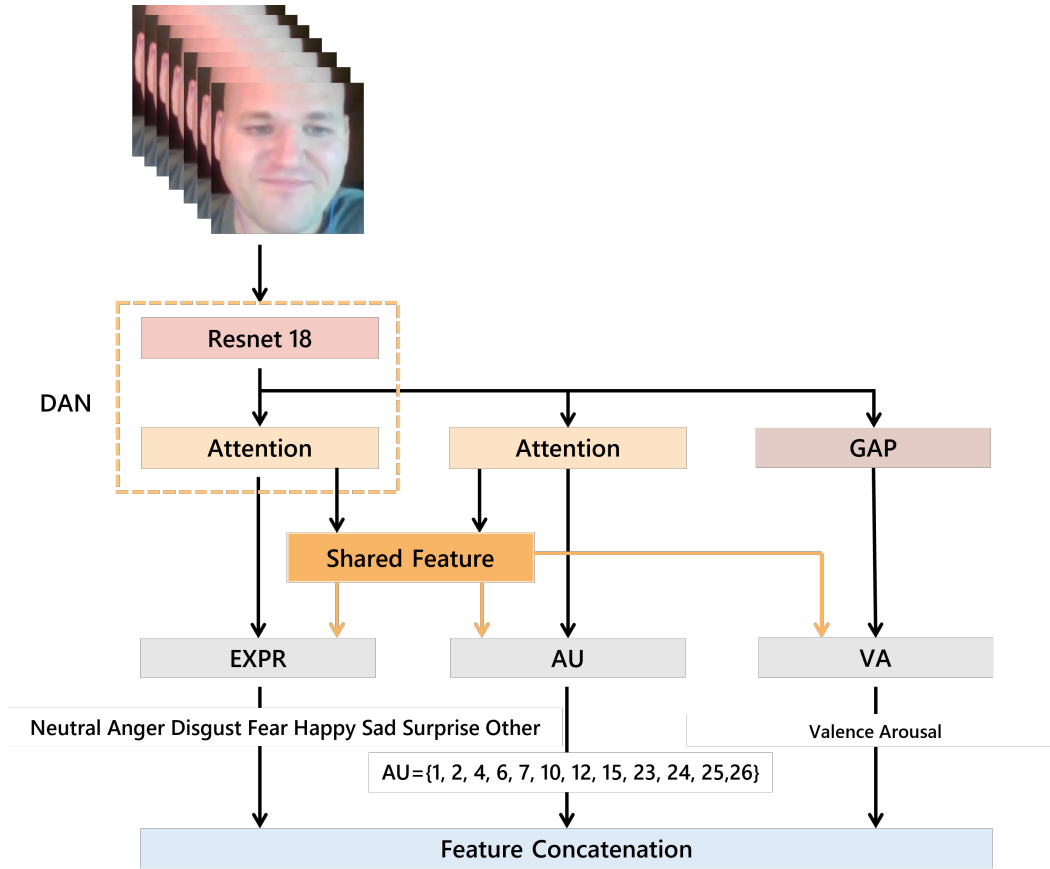 Resnet 18
DAN
Attention
Attention
GAP
Shared Feature
EXPR
AU
VA
Neutral Anger Disgust Fear Happy Sad Surprise Other
Valence Arousal
AU={1, 2, 4, 6, 7, 10, 12, 15, 23, 24, 25,26}
Feature Concatenation